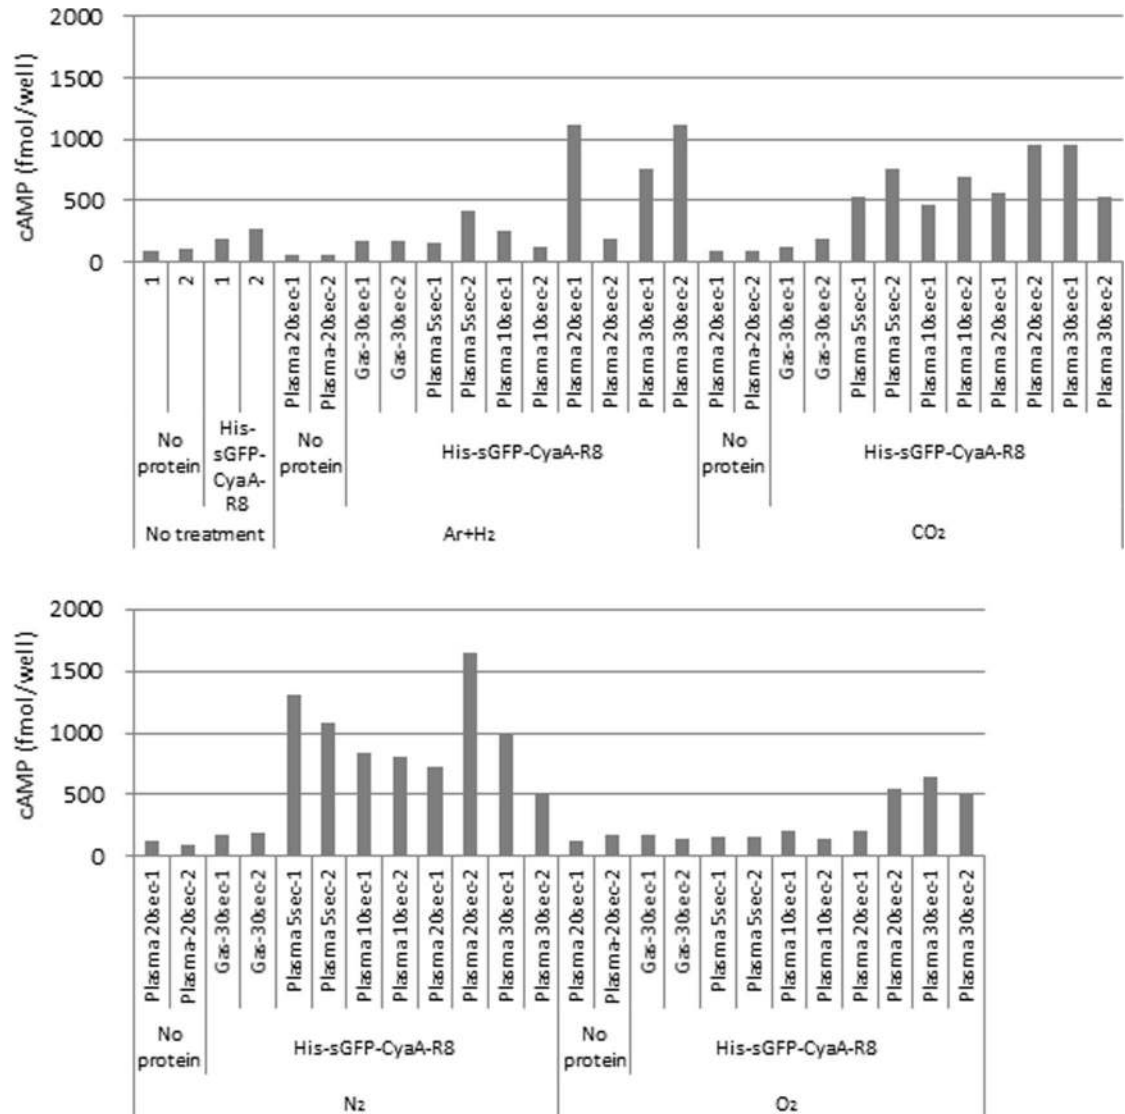 2000
1500
1000
500
0
cAMP (fmol/well)
1
2
1
2
Plasma 20sec-1
Plasma-20sec-2
Gas-30sec-1
Gas-30sec-2
Plasma 5sec-1
Plasma 5sec-2
Plasma 10sec-1
Plasma 10sec-2
Plasma 20sec-1
Plasma 20sec-2
Plasma 30sec-1
Plasma 30sec-2
Plasma 20sec-1
Plasma-20sec-2
Gas-30sec-1
Gas-30sec-2
Plasma 5sec-1
Plasma 5sec-2
Plasma 10sec-1
Plasma 10sec-2
Plasma 20sec-1
Plasma 20sec-2
Plasma 30sec-1
Plasma 30sec-2
No
protein
His-
sGFP-
CyaA-
R8
No
protein
His-sGFP-CyaA-R8
No
protein
His-sGFP-CyaA-R8
No treatment
Ar+H₂
CO₂
2000
1500
1000
500
0
cAMP (fmol/well)
Plasma 20sec-1
Plasma-20sec-2
Gas-30sec-1
Gas-30sec-2
Plasma 5sec-1
Plasma 5sec-2
Plasma 10sec-1
Plasma 10sec-2
Plasma 20sec-1
Plasma 20sec-2
Plasma 30sec-1
Plasma 30sec-2
Plasma 20sec-1
Plasma-20sec-2
Gas-30sec-1
Gas-30sec-2
Plasma 5sec-1
Plasma 5sec-2
Plasma 10sec-1
Plasma 10sec-2
Plasma 20sec-1
Plasma 20sec-2
Plasma 30sec-1
Plasma 30sec-2
No
protein
His-sGFP-CyaA-R8
No
protein
His-sGFP-CyaA-R8
N₂
O₂